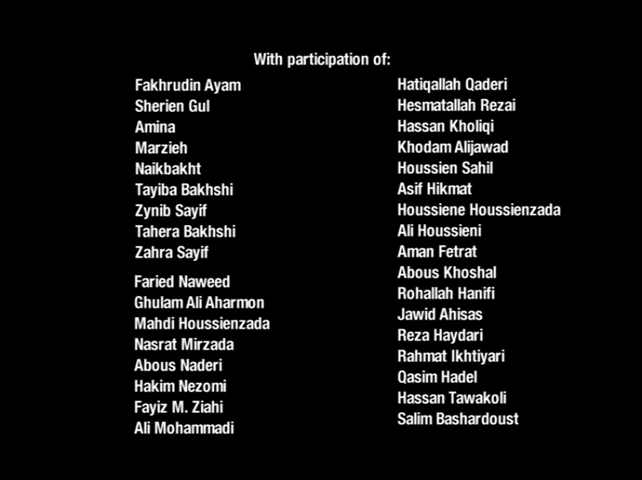 With participation of:
Fakhrudin Ayam
Sherien Gul
Amina
Marzieh
Naikbakht
Tayiba Bakhshi
Zynib Sayif
Tahera Bakhshi
Zahra Sayif
Faried Naweed
Ghulam Ali Aharmon
Mahdi Houssienzada
Nasrat Mirzada
Abous Naderi
Hakim Nezomi
Fayiz M. Ziahi
Ali Mohammadi
Hatiqallah Qaderi
Hesmatallah Rezai
Hassan Kholiqi
Khodam Alijawad
Houssien Sahil
Asif Hikmat
Houssiene Houssienzada
Ali Houssieni
Aman Fetrat
Abous Khoshal
Rohallah Hanifi
Jawid Ahisas
Reza Haydari
Rahmat Ikhtiyari
Qasim Hadel
Hassan Tawakoli
Salim Bashardoust